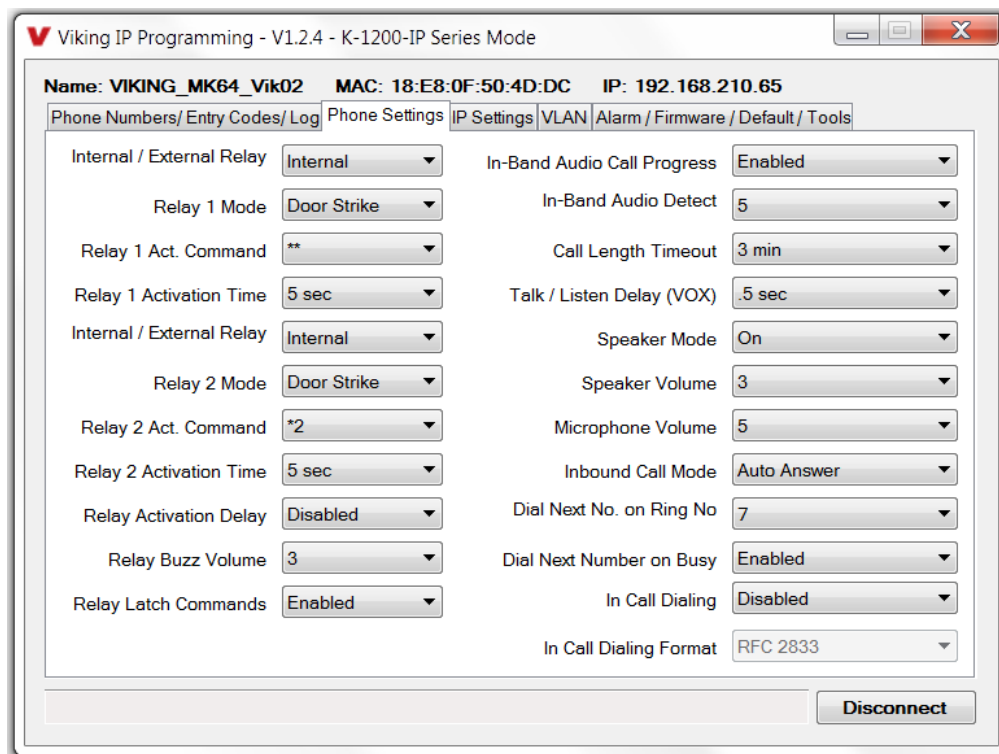 Viking IP Programming - V1.2.4 - K-1200-IP Series Mode
Name: VIKING_MK64_Vik02 MAC: 18:E8:0F:50:4D:DC IP: 192.168.210.65
Phone Numbers/ Entry Codes/ Log Phone Settings IP Settings VLAN Alarm / Firmware / Default / Tools
Internal / External Relay Internal
Relay 1 Mode Door Strike
Relay 1 Act. Command **
Relay 1 Activation Time 5 sec
Internal / External Relay Internal
Relay 2 Mode Door Strike
Relay 2 Act. Command *2
Relay 2 Activation Time 5 sec
Relay Activation Delay Disabled
Relay Buzz Volume 3
Relay Latch Commands Enabled
In-Band Audio Call Progress Enabled
In-Band Audio Detect 5
Call Length Timeout 3 min
Talk / Listen Delay (VOX) .5 sec
Speaker Mode On
Speaker Volume 3
Microphone Volume 5
Inbound Call Mode Auto Answer
Dial Next No. on Ring No 7
Dial Next Number on Busy Enabled
In Call Dialing Disabled
In Call Dialing Format RFC 2833
Disconnect